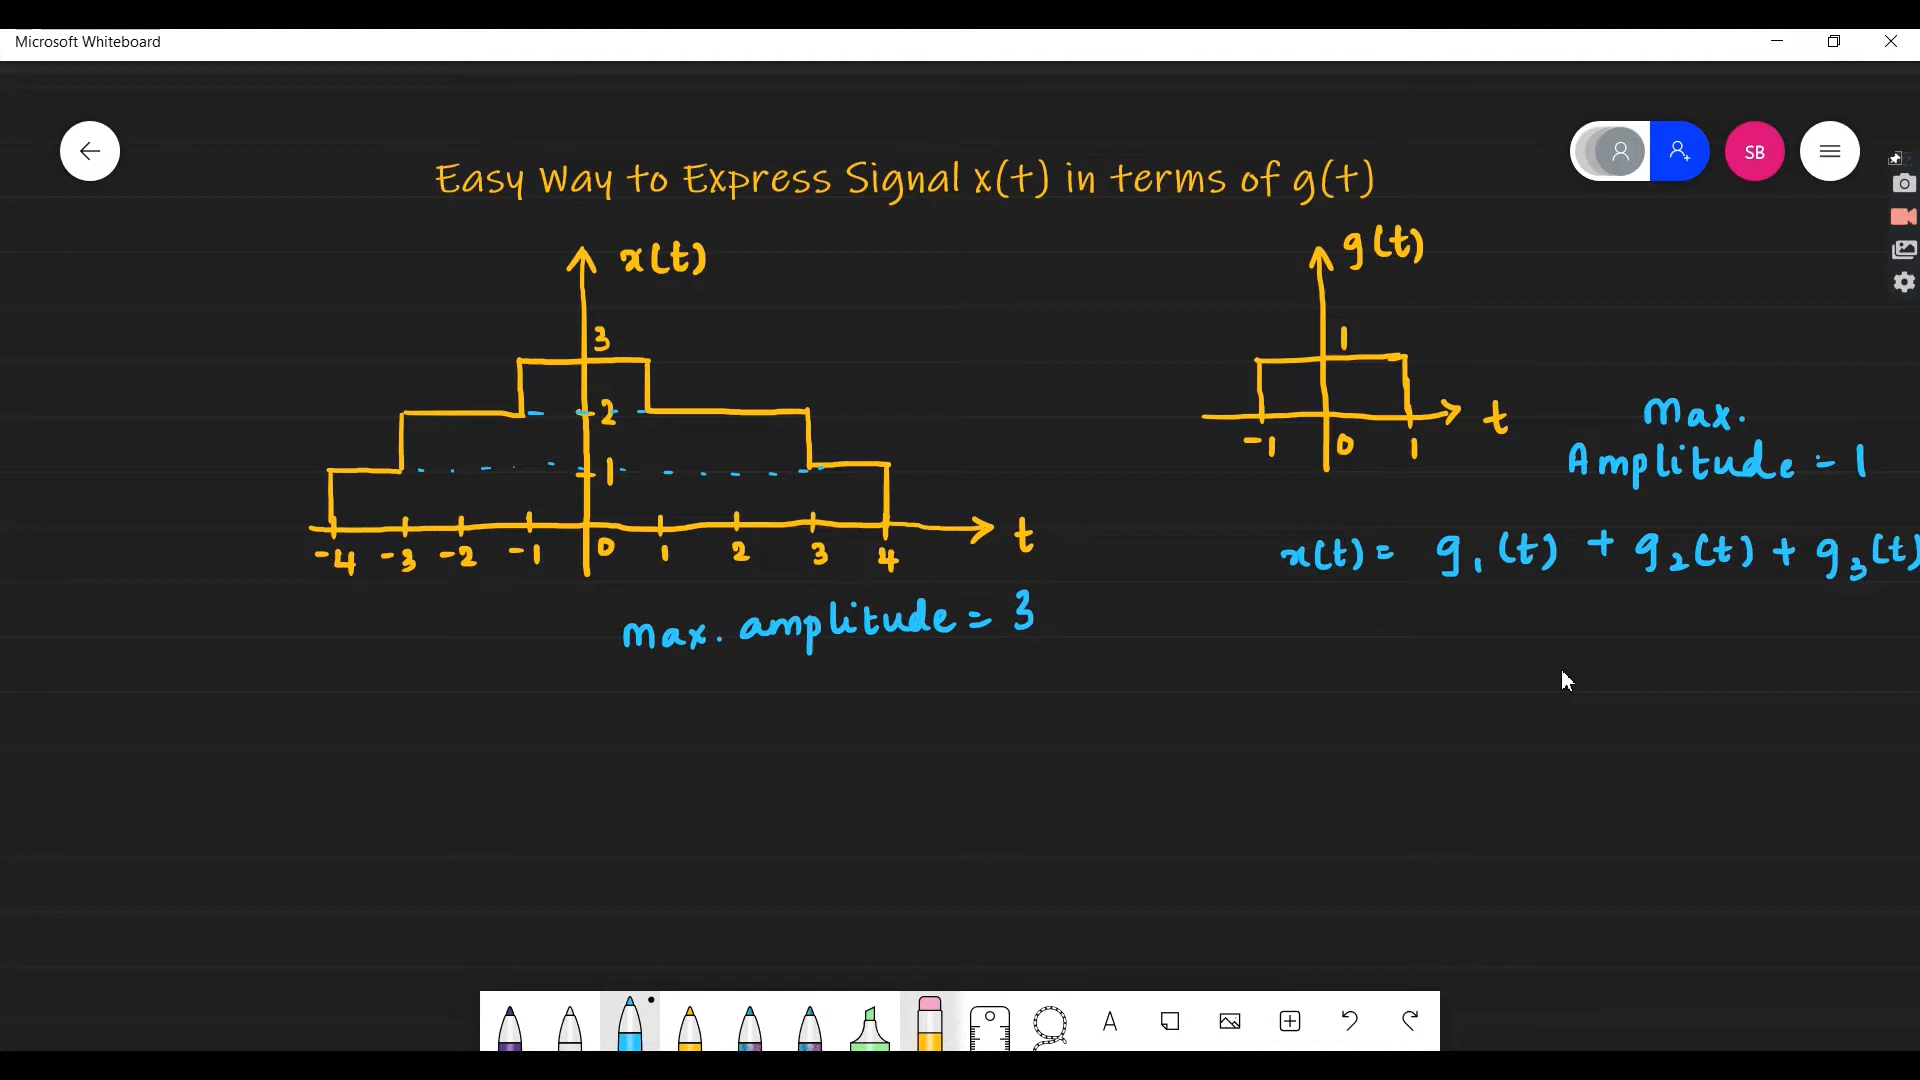 Microsoft Whiteboard
SB
Easy Way to Express Signal x(t) in terms of g(t)
x(t)
3
2
1
-4 -3 -2 -1 0 1 2 3 4
t
max. amplitude = 3
g(t)
1
-1 0 1
t
Max.
Amplitude = 1
x(t) = g₁(t) + g₂(t) + g₃(t)
A